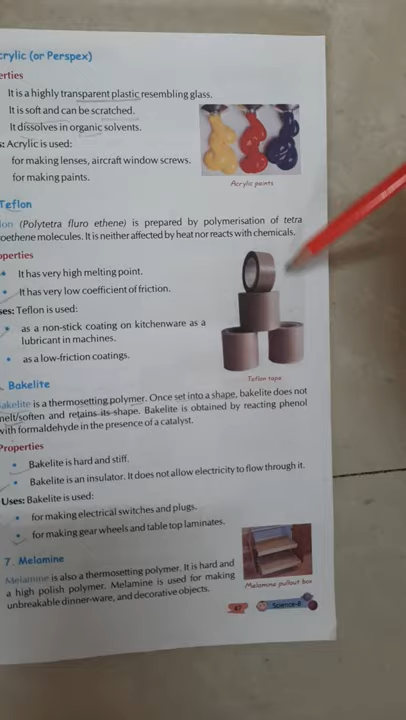 crylic (or Perspex)
erties
It is a highly transparent plastic resembling glass.
It is soft and can be scratched.
It dissolves in organic solvents.
s: Acrylic is used:
for making lenses, aircraft window screws.
for making paints.
Acrylic paints
Teflon
lon (Polytetra fluro ethene) is prepared by polymerisation of tetra
oethene molecules. It is neither affected by heat nor reacts with chemicals.
operties
• It has very high melting point.
• It has very low coefficient of friction.
ses: Teflon is used:
• as a non-stick coating on kitchenware as a
lubricant in machines.
• as a low-friction coatings.
Teflon tape
Bakelite
Bakelite is a thermosetting polymer. Once set into a shape, bakelite does not
melt/soften and retains its shape. Bakelite is obtained by reacting phenol
with formaldehyde in the presence of a catalyst.
Properties
• Bakelite is hard and stiff.
• Bakelite is an insulator. It does not allow electricity to flow through it.
Uses: Bakelite is used:
• for making electrical switches and plugs.
• for making gear wheels and table top laminates.
7. Melamine
Melamine is also a thermosetting polymer. It is hard and
a high polish polymer. Melamine is used for making
unbreakable dinner-ware, and decorative objects.
Melamine pullout box
67 Science-8